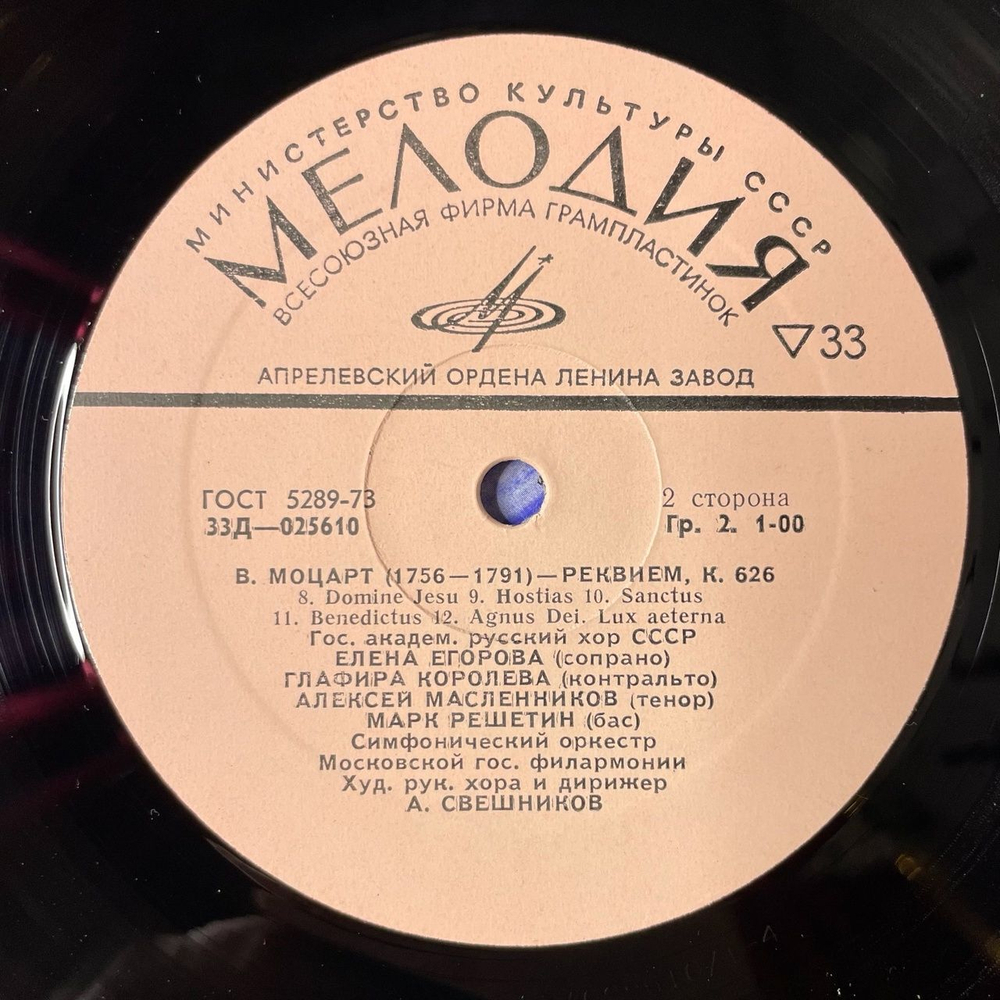 МИНИСТЕРСТВО КУЛЬТУРЫ СССР
МЕЛОДИЯ
ВСЕСОЮЗНАЯ ФИРМА ГРАМПЛАСТИНОК
▽33
АПРЕЛЕВСКИЙ ОРДЕНА ЛЕНИНА ЗАВОД
ГОСТ 5289-73
33Д—025610
2 сторона
Гр. 2. 1-00
В. МОЦАРТ (1756—1791)—РЕКВИЕМ, К. 626
8. Domine Jesu 9. Hostias 10. Sanctus
11. Benedictus 12. Agnus Dei. Lux aeterna
Гос. академ. русский хор СССР
ЕЛЕНА ЕГОРОВА (сопрано)
ГЛАФИРА КОРОЛЕВА (контральто)
АЛЕКСЕЙ МАСЛЕННИКОВ (тенор)
МАРК РЕШЕТИН (бас)
Симфонический оркестр
Московской гос. филармонии
Худ. рук. хора и дирижер
А. СВЕШНИКОВ